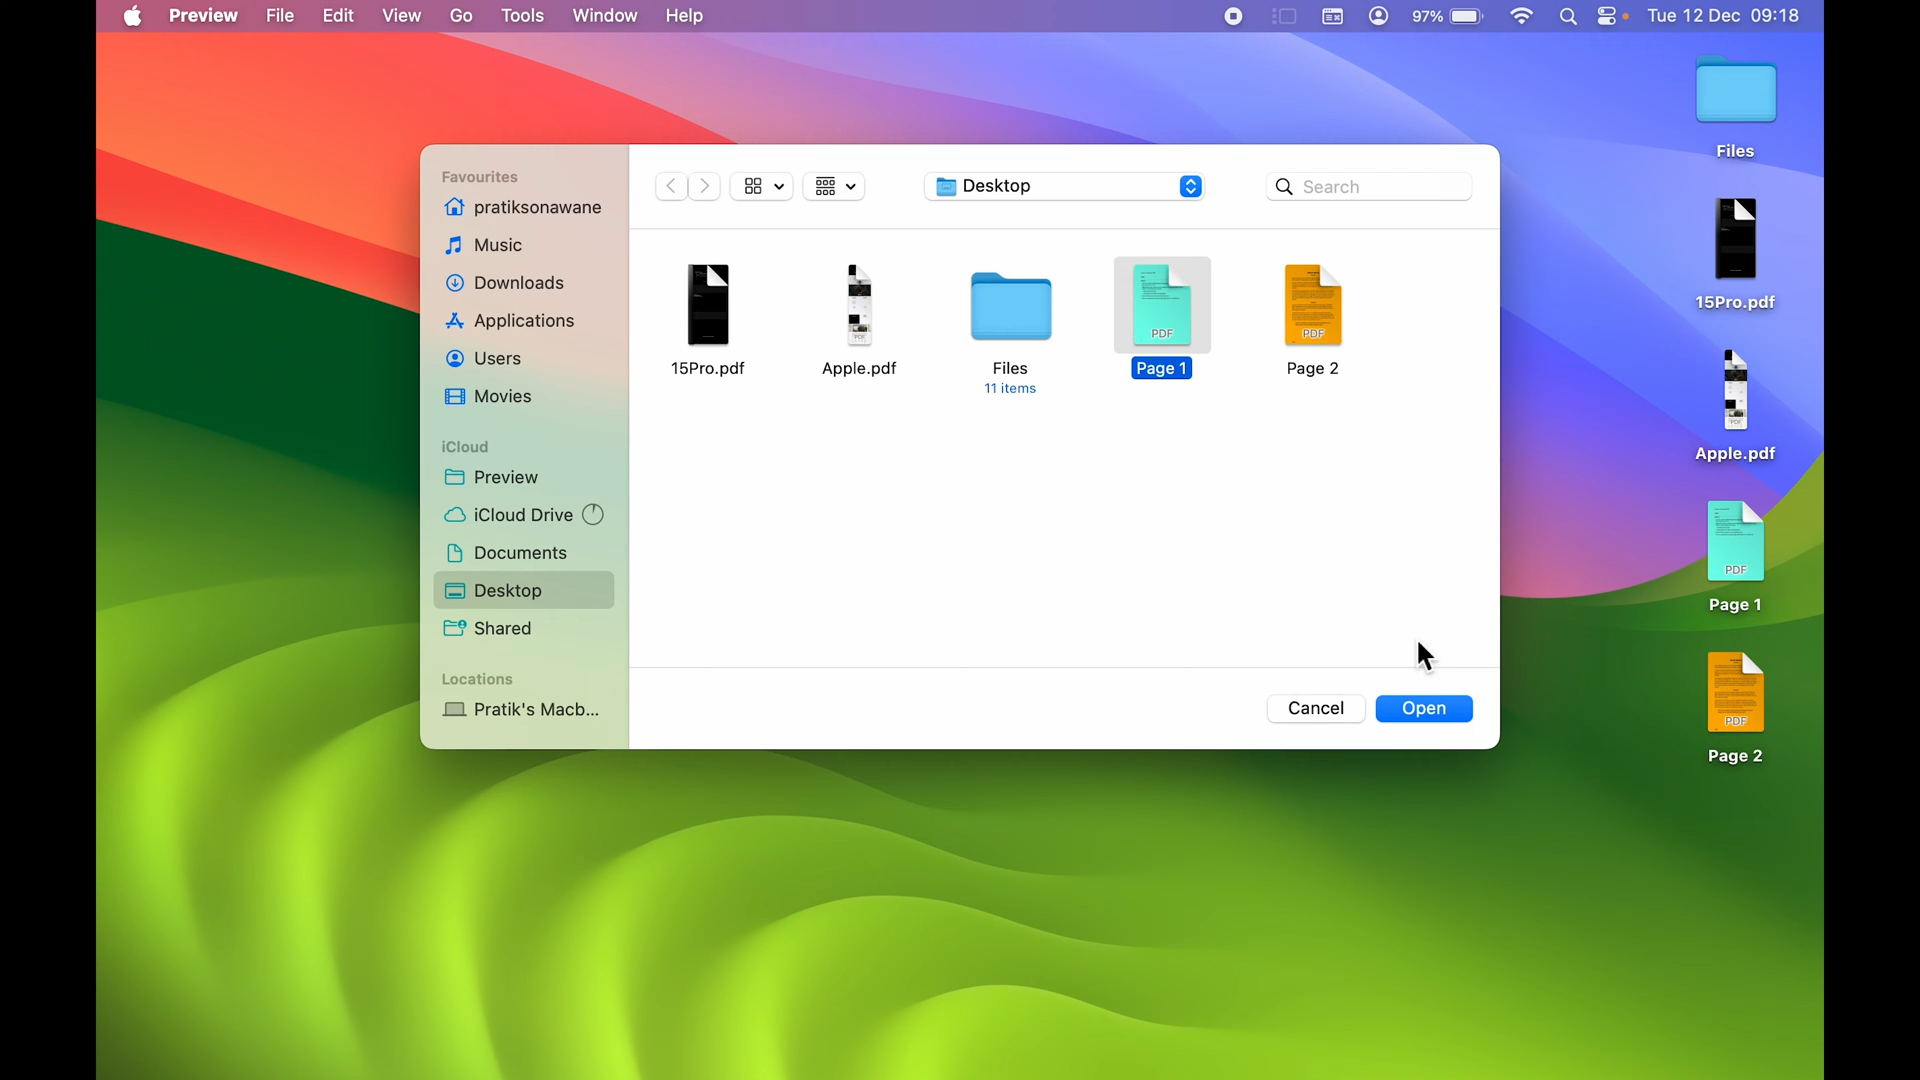 Preview File Edit View Go Tools Window Help 97% Tue 12 Dec 09:18
Favourites
pratiksonawane
Music
Downloads
Applications
Users
Movies
iCloud
Preview
iCloud Drive
Documents
Desktop
Shared
Locations
Pratik's Macb...
Desktop
Search
15Pro.pdf
Apple.pdf
Files
11 items
PDF
Page 1
PDF
Page 2
Cancel
Open
Files
15Pro.pdf
PDF
Apple.pdf
PDF
Page 1
PDF
Page 2